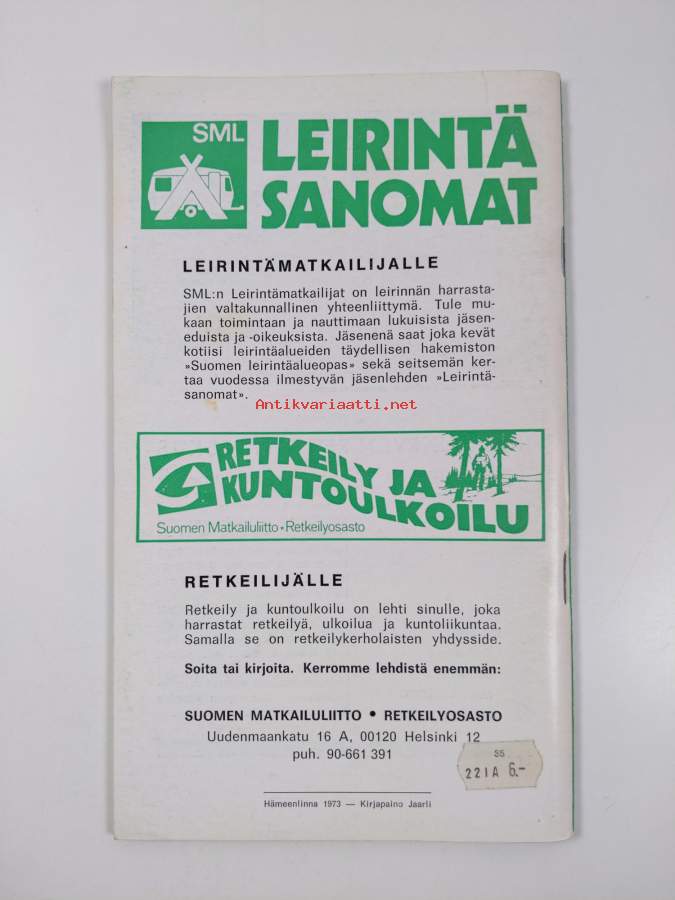 SML
LEIRINTÄ
SANOMAT
LEIRINTÄMATKAILIJALLE
SML:n Leirintämatkailijat on leirinnän harrasta-
jien valtakunnallinen yhteenliittymä. Tule mu-
kaan toimintaan ja nauttimaan lukuisista jäsen-
eduista ja -oikeuksista. Jäsenenä saat joka kevät
kotiisi leirintäalueiden täydellisen hakemiston
»Suomen leirintäalueopas» sekä seitsemän ker-
taa vuodessa ilmestyvän jäsenlehden »Leirintä-
sanomat».
Antikvariaatti.net
RETKEILY JA
KUNTOULKOILU
Suomen Matkailuliitto • Retkeilyosasto
RETKEILIJÄLLE
Retkeily ja kuntoulkoilu on lehti sinulle, joka
harrastat retkeilyä, ulkoilua ja kuntoliikuntaa.
Samalla se on retkeilykerholaisten yhdysside.
Soita tai kirjoita. Kerromme lehdistä enemmän:
SUOMEN MATKAILULIITTO • RETKEILYOSASTO
Uudenmaankatu 16 A, 00120 Helsinki 12
puh. 90-661 391
S5
221A 6.-
Hämeenlinna 1973 — Kirjapaino Jaarli